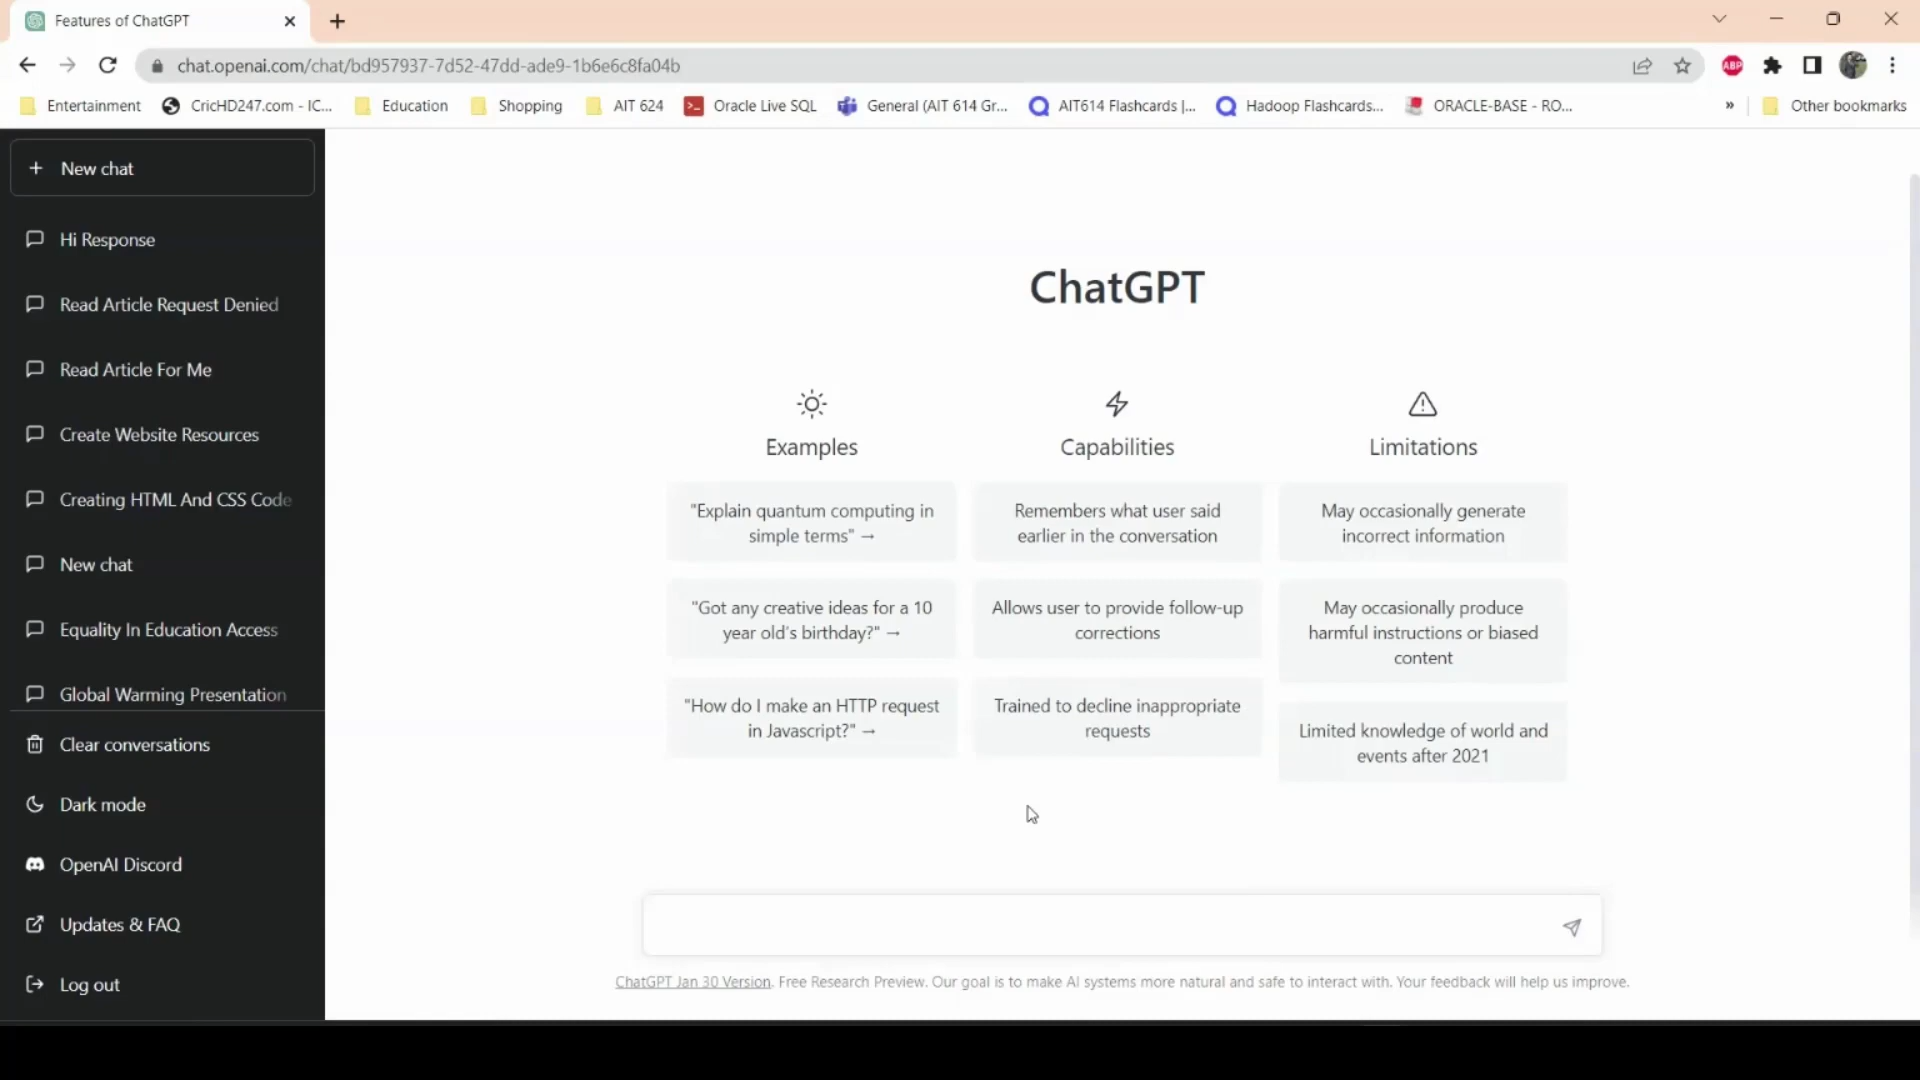 Features of ChatGPT
chat.openai.com/chat/bd957937-7d52-47dd-ade9-1b6e6c8fa04b
ABP
Entertainment
CricHD247.com - IC...
Education
Shopping
AIT 624
Oracle Live SQL
General (AIT 614 Gr...
AIT614 Flashcards |...
Hadoop Flashcards...
ORACLE-BASE - RO...
»
Other bookmarks
+ New chat
Hi Response
Read Article Request Denied
Read Article For Me
Create Website Resources
Creating HTML And CSS Code
New chat
Equality In Education Access
Global Warming Presentation
Clear conversations
Dark mode
OpenAI Discord
Updates & FAQ
Log out
ChatGPT
Examples
"Explain quantum computing in
simple terms" →
"Got any creative ideas for a 10
year old's birthday?" →
"How do I make an HTTP request
in Javascript?" →
Capabilities
Remembers what user said
earlier in the conversation
Allows user to provide follow-up
corrections
Trained to decline inappropriate
requests
Limitations
May occasionally generate
incorrect information
May occasionally produce
harmful instructions or biased
content
Limited knowledge of world and
events after 2021
ChatGPT Jan 30 Version. Free Research Preview. Our goal is to make AI systems more natural and safe to interact with. Your feedback will help us improve.